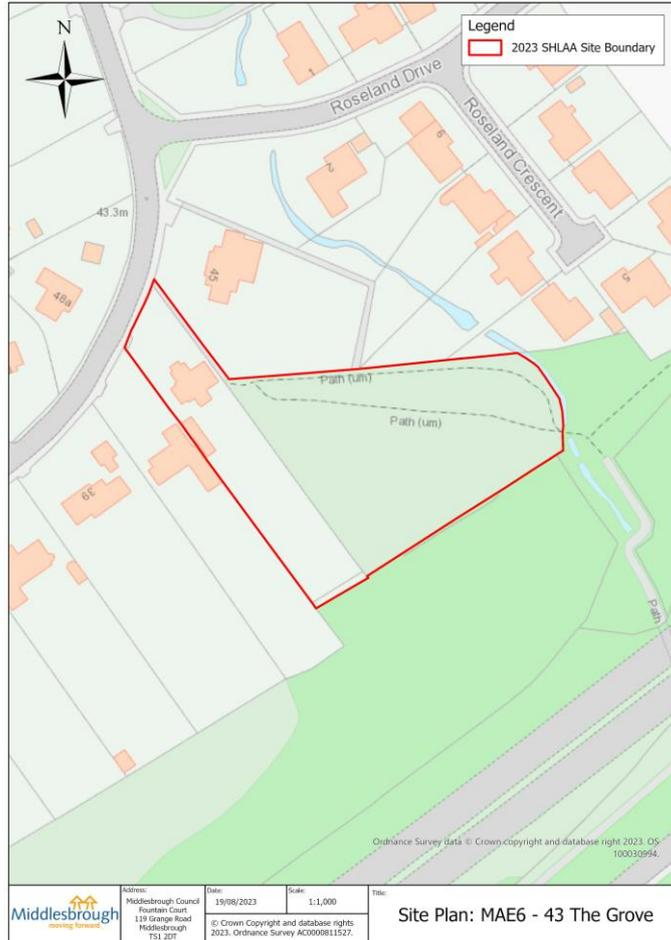 Legend
2023 SHLAA Site Boundary
N
Roseland Drive
Roseland Crescent
1
2
6
5
43.3m
48a
45
39
Path (um)
Path (um)
Path
Ordnance Survey data © Crown copyright and database right 2023. OS
100030994.
Middlesbrough
moving forward
Address:
Middlesbrough Council
Fountain Court
119 Grange Road
Middlesbrough
TS1 2DT
Date:
19/08/2023
Scale:
1:1,000
© Crown Copyright and database rights
2023. Ordnance Survey AC0000811527.
Title:
Site Plan: MAE6 - 43 The Grove